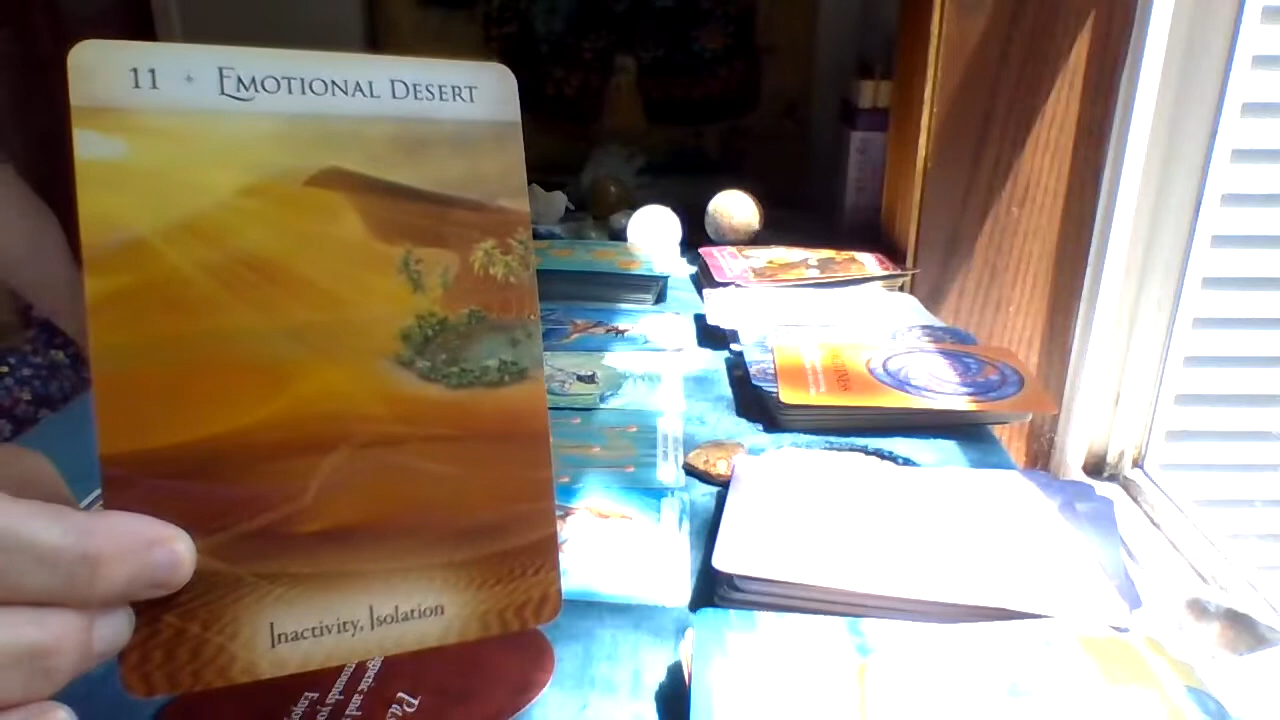 11 + EMOTIONAL DESERT
Inactivity, Isolation